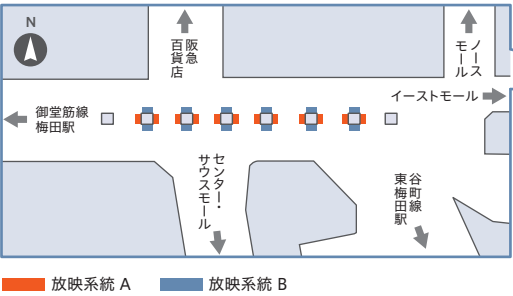 N
阪急
百貨店
ノース
モール
イーストモール
御堂筋線
梅田駅
センター・
サウスモール
谷町線
東梅田駅
放映系統 A
放映系統 B